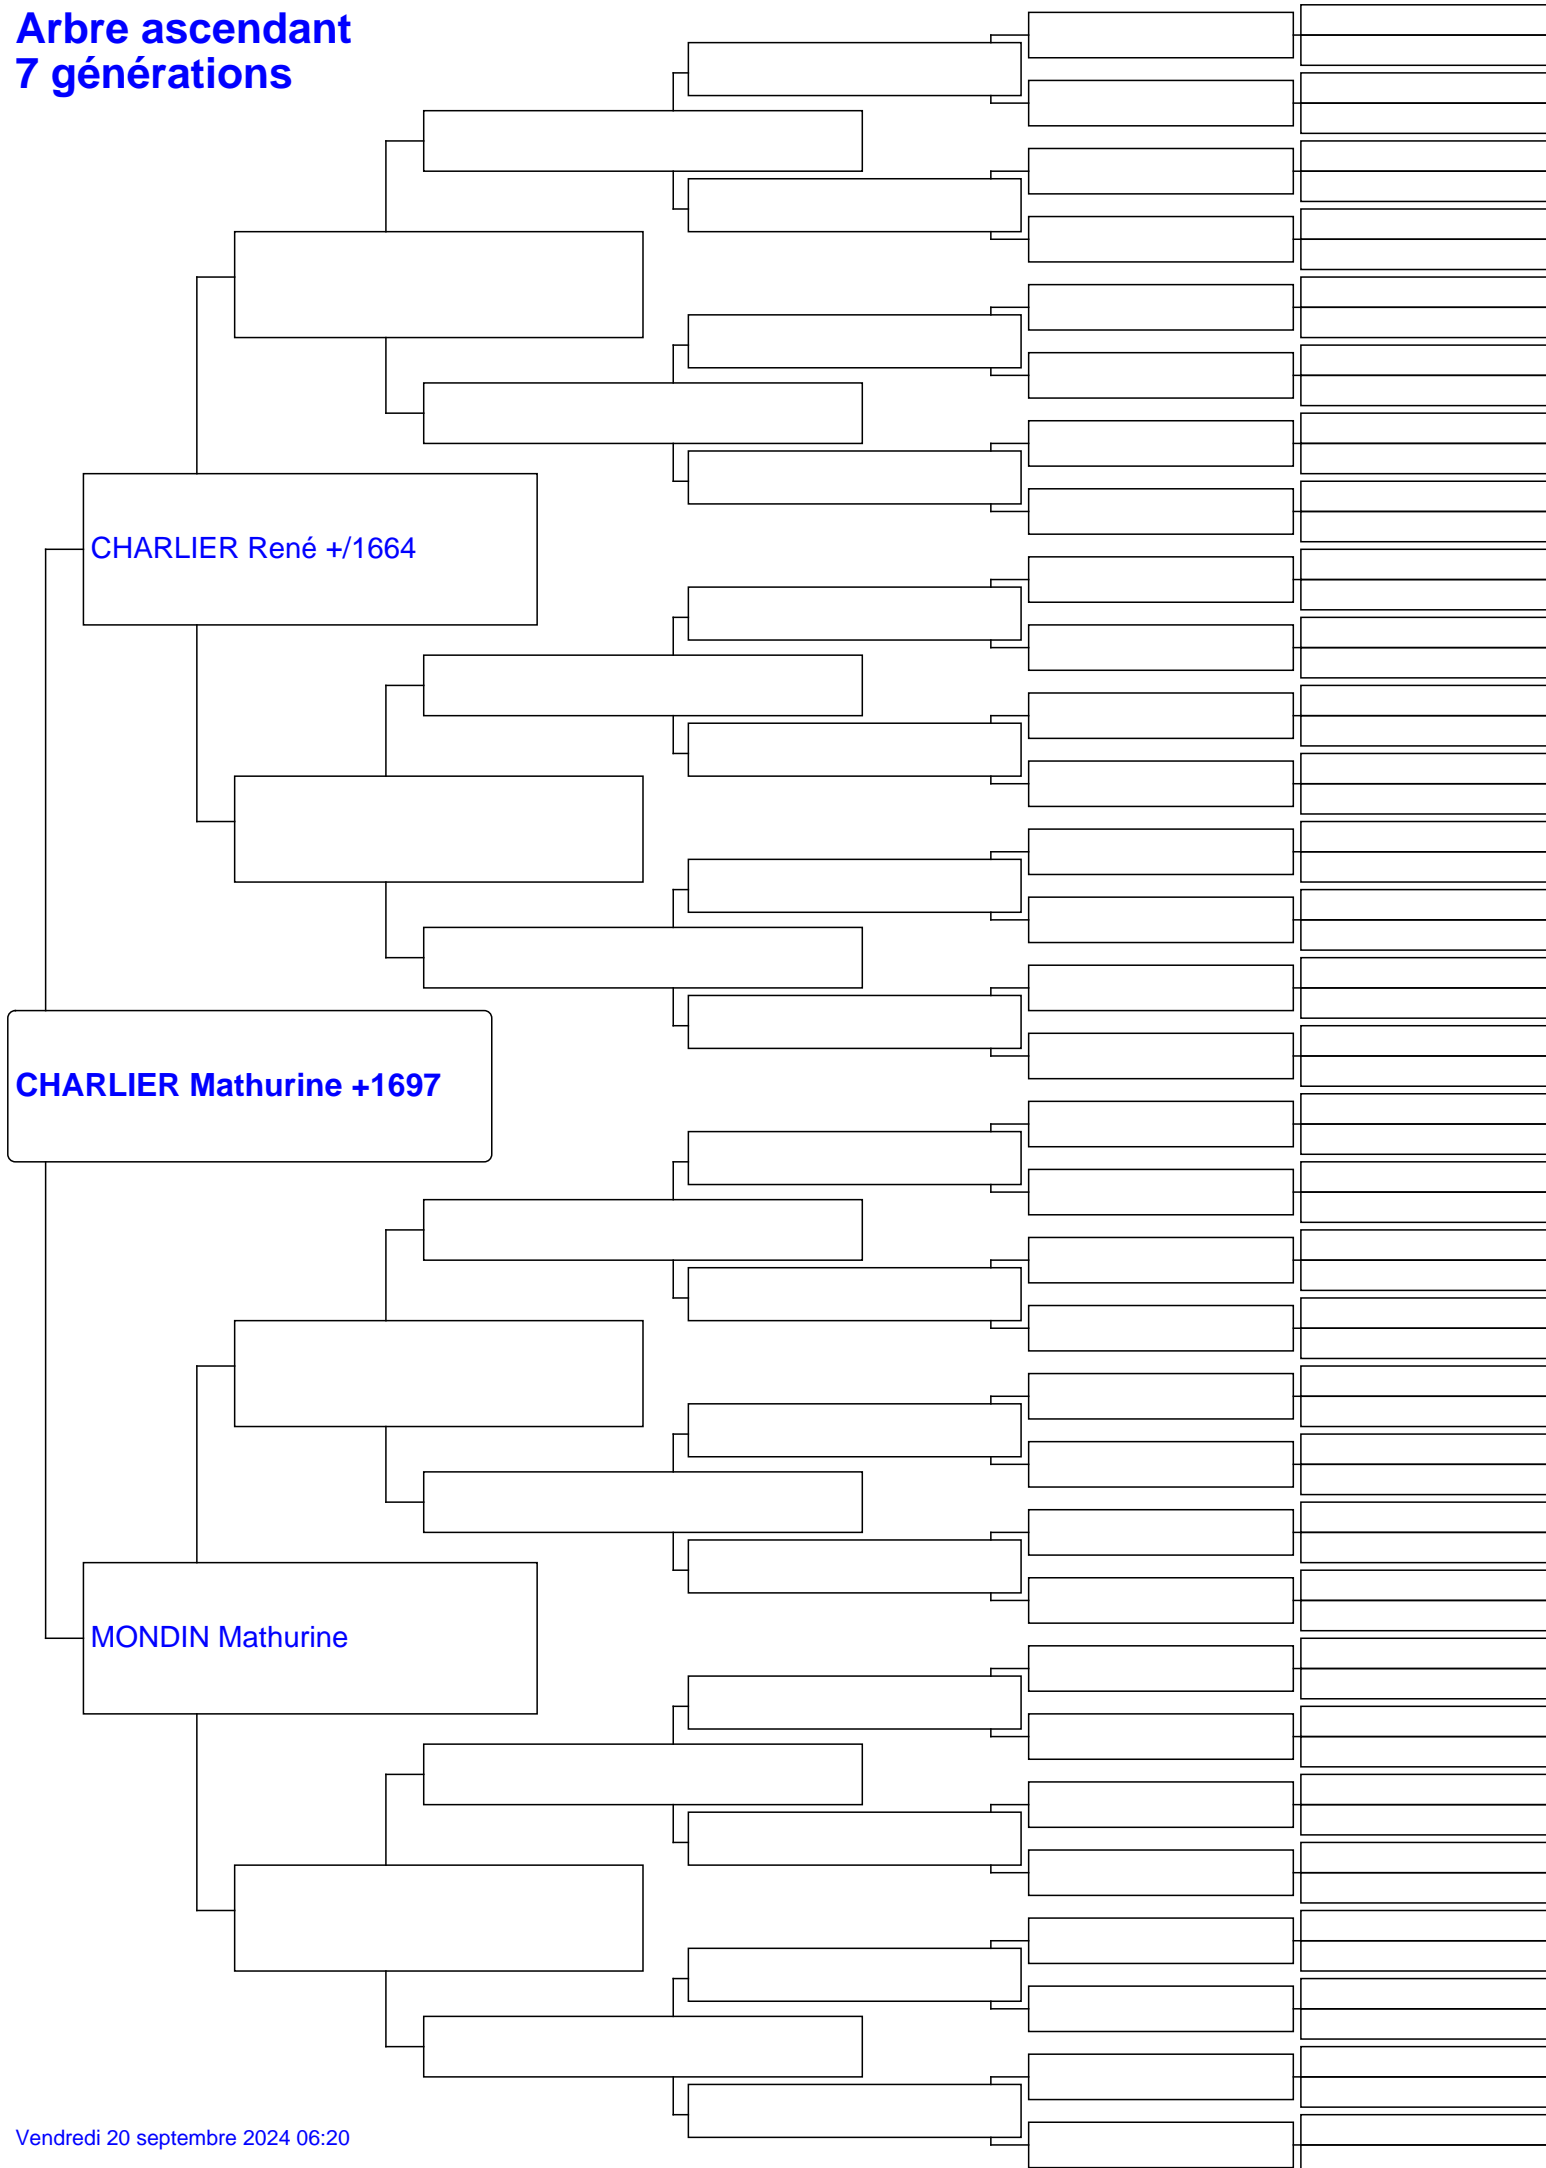 Arbre ascendant
7 générations
CHARLIER René +/1664
CHARLIER Mathurine +1697
MONDIN Mathurine
Vendredi 20 septembre 2024 06:20